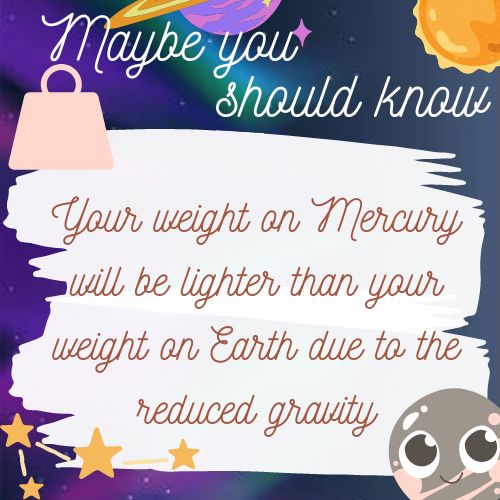 Maybe you
should know
Your weight on Mercury
will be lighter than your
weight on Earth due to the
reduced gravity